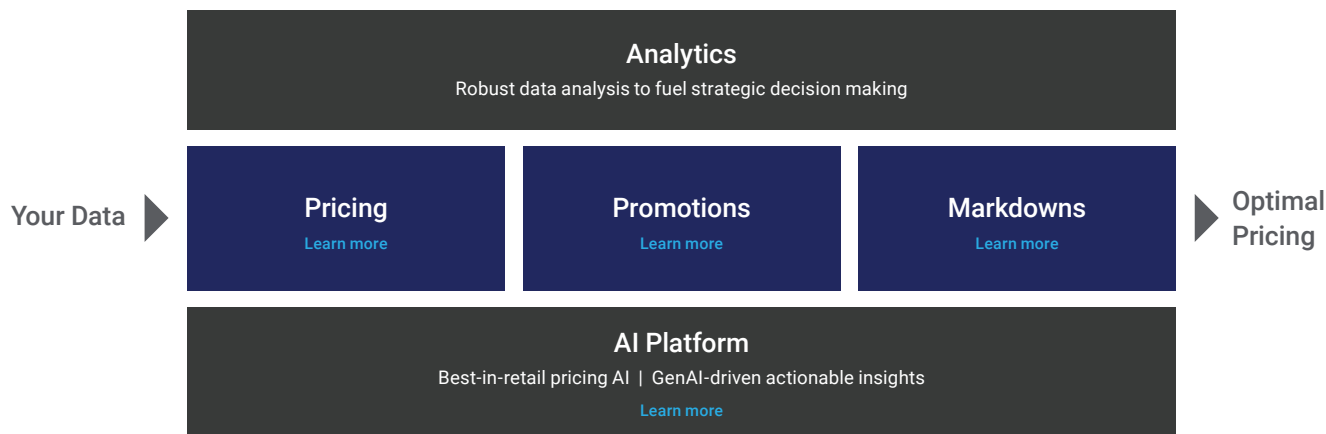 Analytics
Robust data analysis to fuel strategic decision making
Your Data
Pricing
Learn more
Promotions
Learn more
Markdowns
Learn more
Optimal
Pricing
AI Platform
Best-in-retail pricing AI | GenAI-driven actionable insights
Learn more